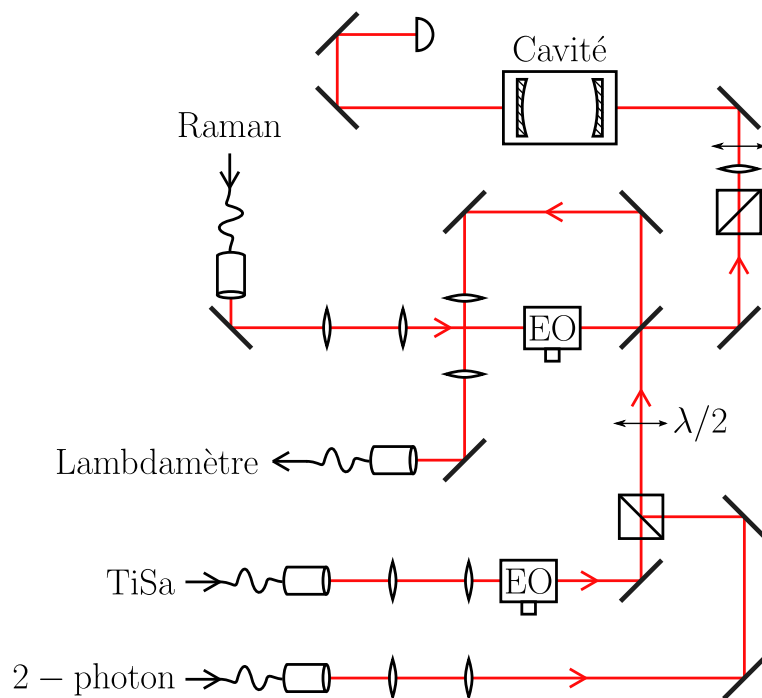 Cavité
Raman
EO
λ/2
Lambdamètre
TiSa
EO
2 − photon